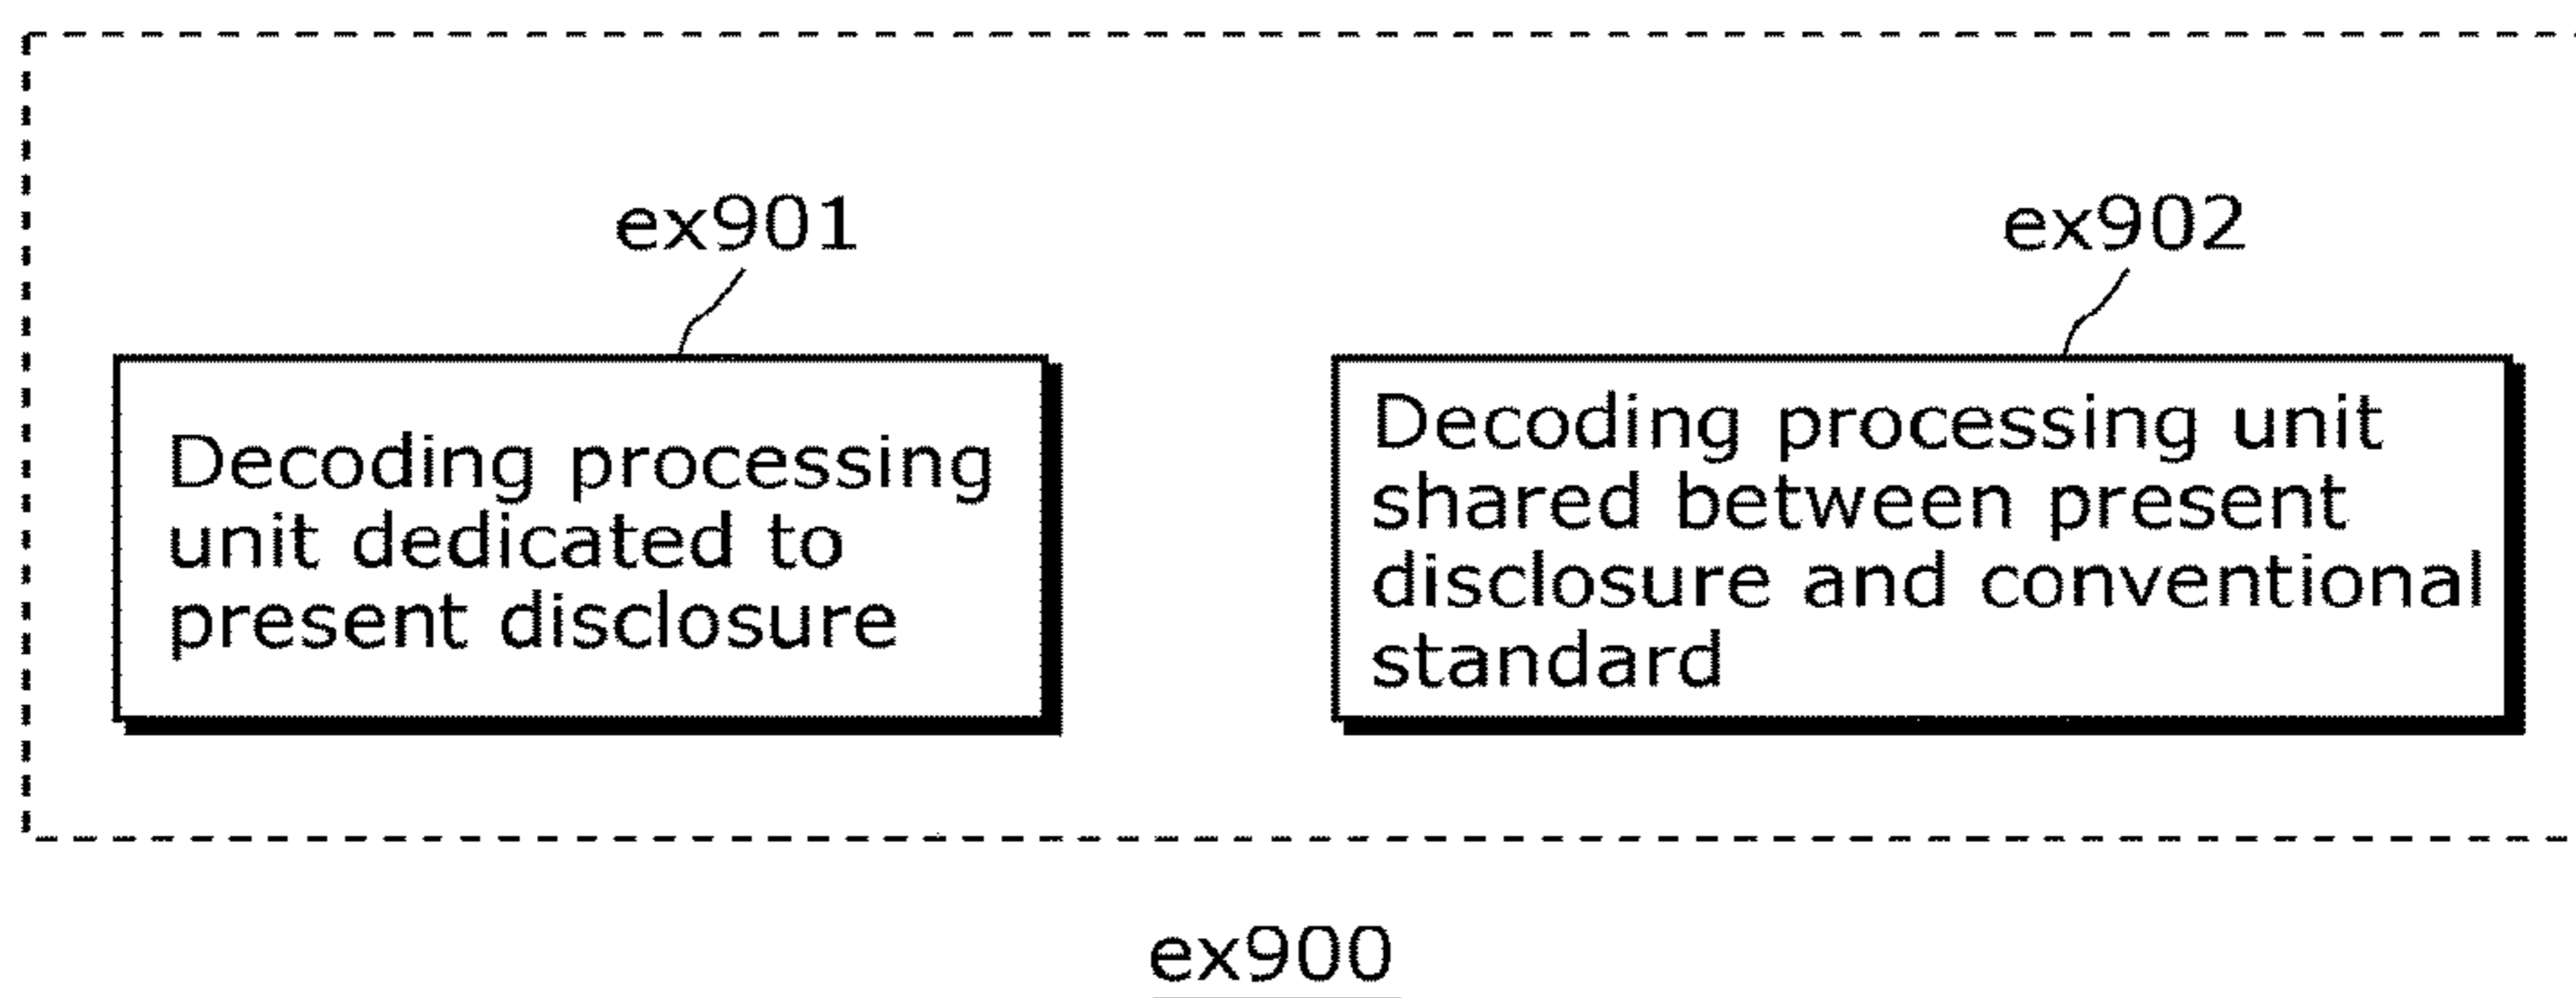 ex901
ex902
Decoding processing
unit dedicated to
present disclosure
Decoding processing unit
shared between present
disclosure and conventional
standard
ex900